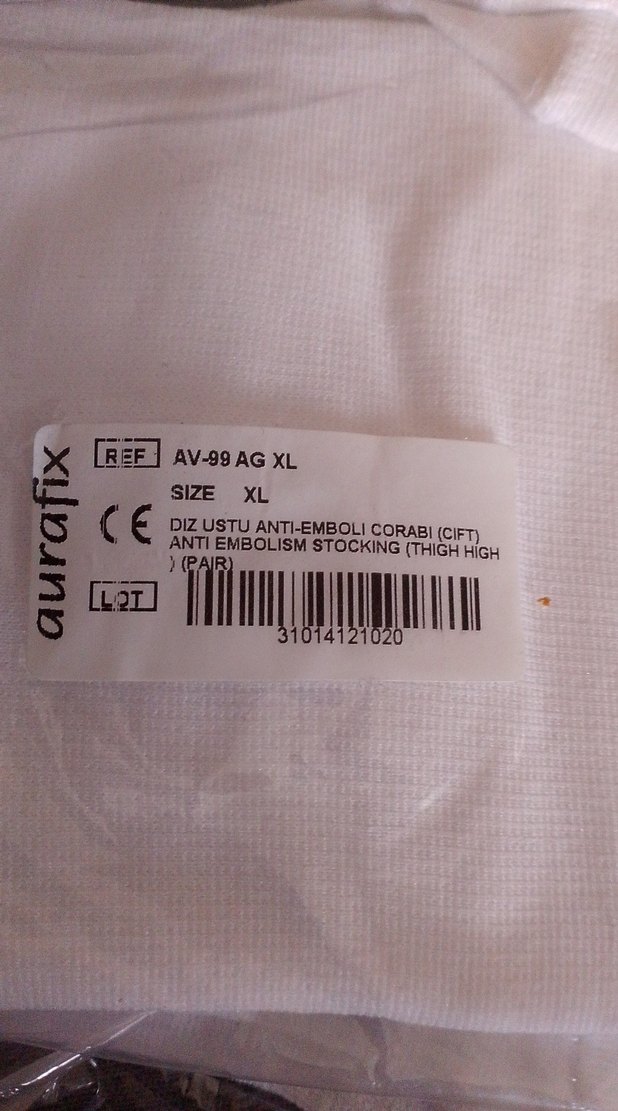 aurafix
REF AV-99 AG XL
SIZE XL
CE DIZ USTU ANTI-EMBOLI CORABI (CIFT)
ANTI EMBOLISM STOCKING (THIGH HIGH
) (PAIR)
LOT
31014121020